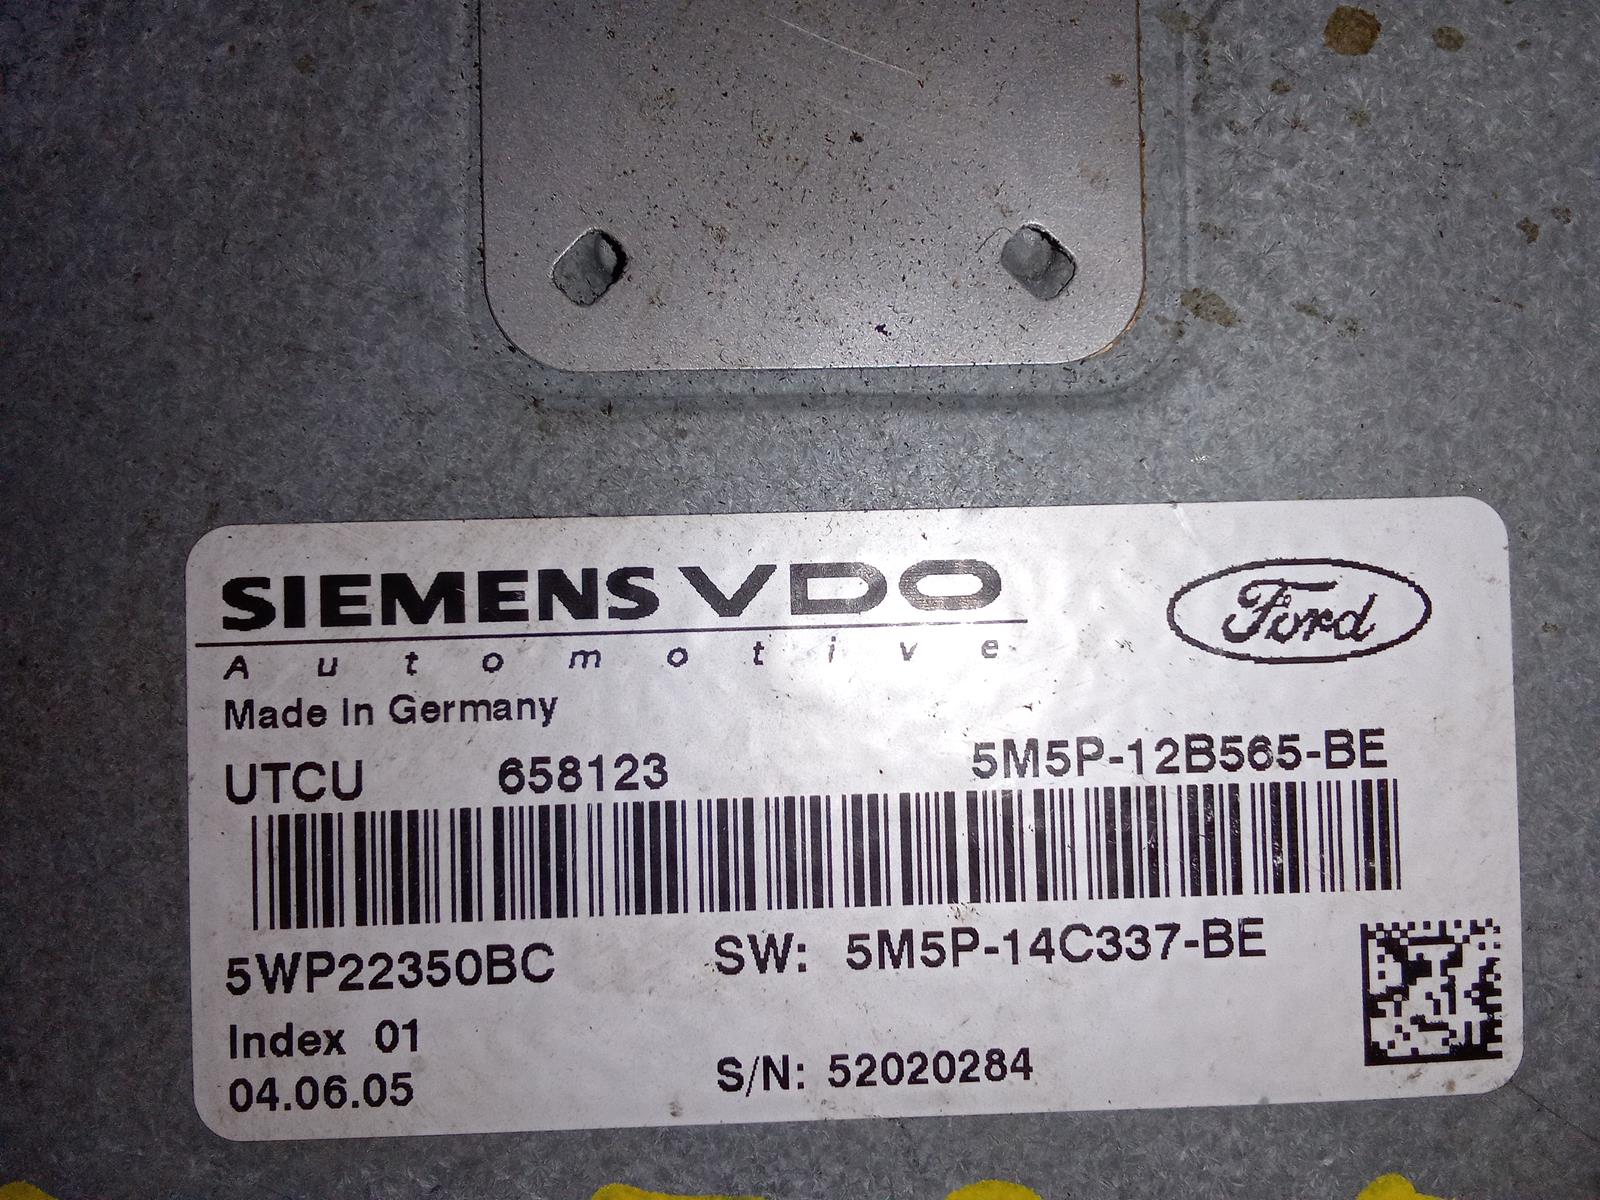 SIEMENS VDO
Automotive
Ford
Made in Germany
UTCU 658123 5M5P-12B565-BE
5WP22350BC SW: 5M5P-14C337-BE
Index 01
04.06.05 S/N: 52020284